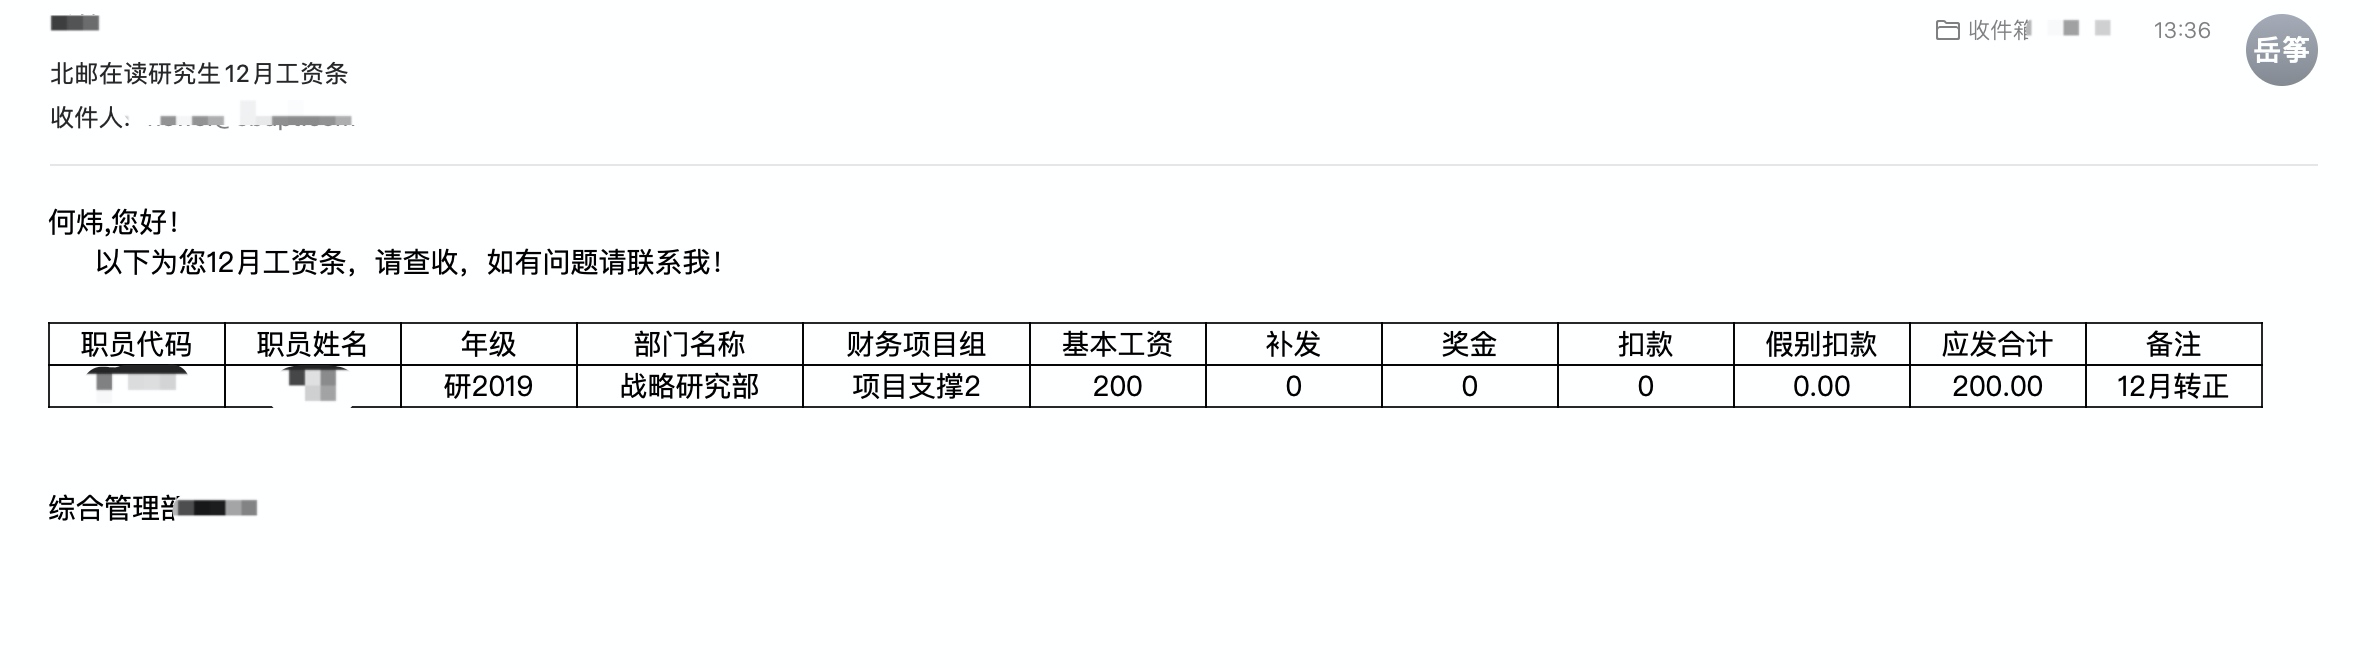 收件箱 13:36
岳筝
北邮在读研究生12月工资条
收件人：
何炜,您好！
以下为您12月工资条，请查收，如有问题请联系我！
职员代码 职员姓名 年级 部门名称 财务项目组 基本工资 补发 奖金 扣款 假别扣款 应发合计 备注
研2019 战略研究部 项目支撑2 200 0 0 0 0.00 200.00 12月转正
综合管理部